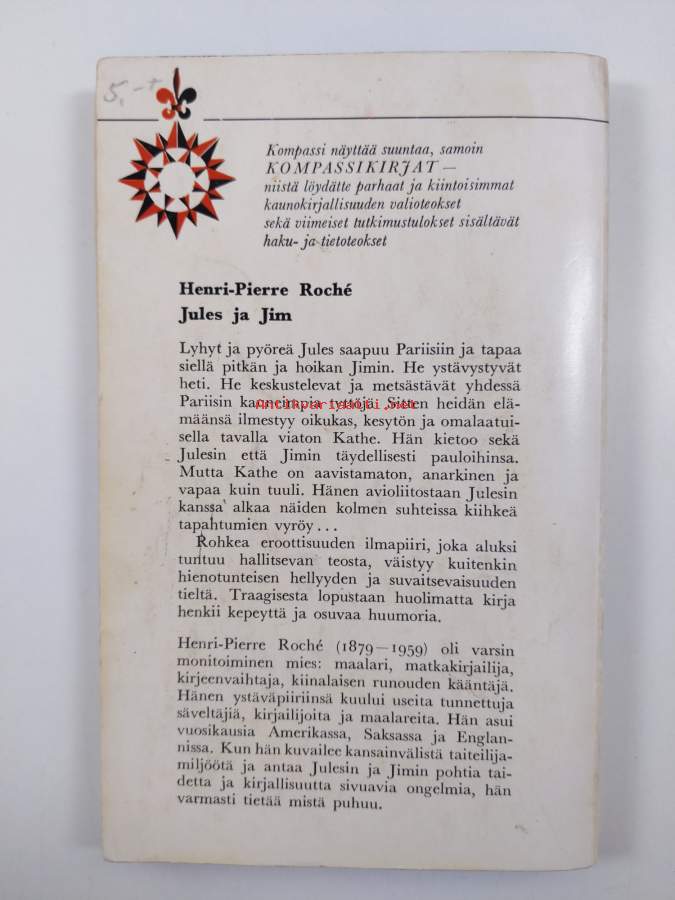 5,-+
Kompassi näyttää suuntaa, samoin
KOMPASSIKIRJAT —
niistä löydätte parhaat ja kiintoisimmat
kaunokirjallisuuden valioteokset
sekä viimeiset tutkimustulokset sisältävät
haku- ja tietoteokset
Henri-Pierre Roché
Jules ja Jim
Lyhyt ja pyöreä Jules saapuu Pariisiin ja tapaa
siellä pitkän ja hoikan Jimin. He ystävystyvät
heti. He keskustelevat ja metsästävät yhdessä
Pariisin kauneimpia tyttöjä. Sitten heidän elä-
Antikvariaatti.net
määnsä ilmestyy oikukas, kesytön ja omalaatui-
sella tavalla viaton Kathe. Hän kietoo sekä
Julesin että Jimin täydellisesti pauloihinsa.
Mutta Kathe on aavistamaton, anarkinen ja
vapaa kuin tuuli. Hänen avioliitostaan Julesin
kanssa alkaa näiden kolmen suhteissa kiihkeä
tapahtumien vyöry...
Rohkea eroottisuuden ilmapiiri, joka aluksi
tuntuu hallitsevan teosta, väistyy kuitenkin
hienotunteisen hellyyden ja suvaitsevaisuuden
tieltä. Traagisesta lopustaan huolimatta kirja
henkii kepeyttä ja osuvaa huumoria.
Henri-Pierre Roché (1879—1959) oli varsin
monitoiminen mies: maalari, matkakirjailija,
kirjeenvaihtaja, kiinalaisen runouden kääntäjä.
Hänen ystäväpiiriinsä kuului useita tunnettuja
säveltäjiä, kirjailijoita ja maalareita. Hän asui
vuosikausia Amerikassa, Saksassa ja Englan-
nissa. Kun hän kuvailee kansainvälistä taiteilija-
miljöötä ja antaa Julesin ja Jimin pohtia tai-
detta ja kirjallisuutta sivuavia ongelmia, hän
varmasti tietää mistä puhuu.